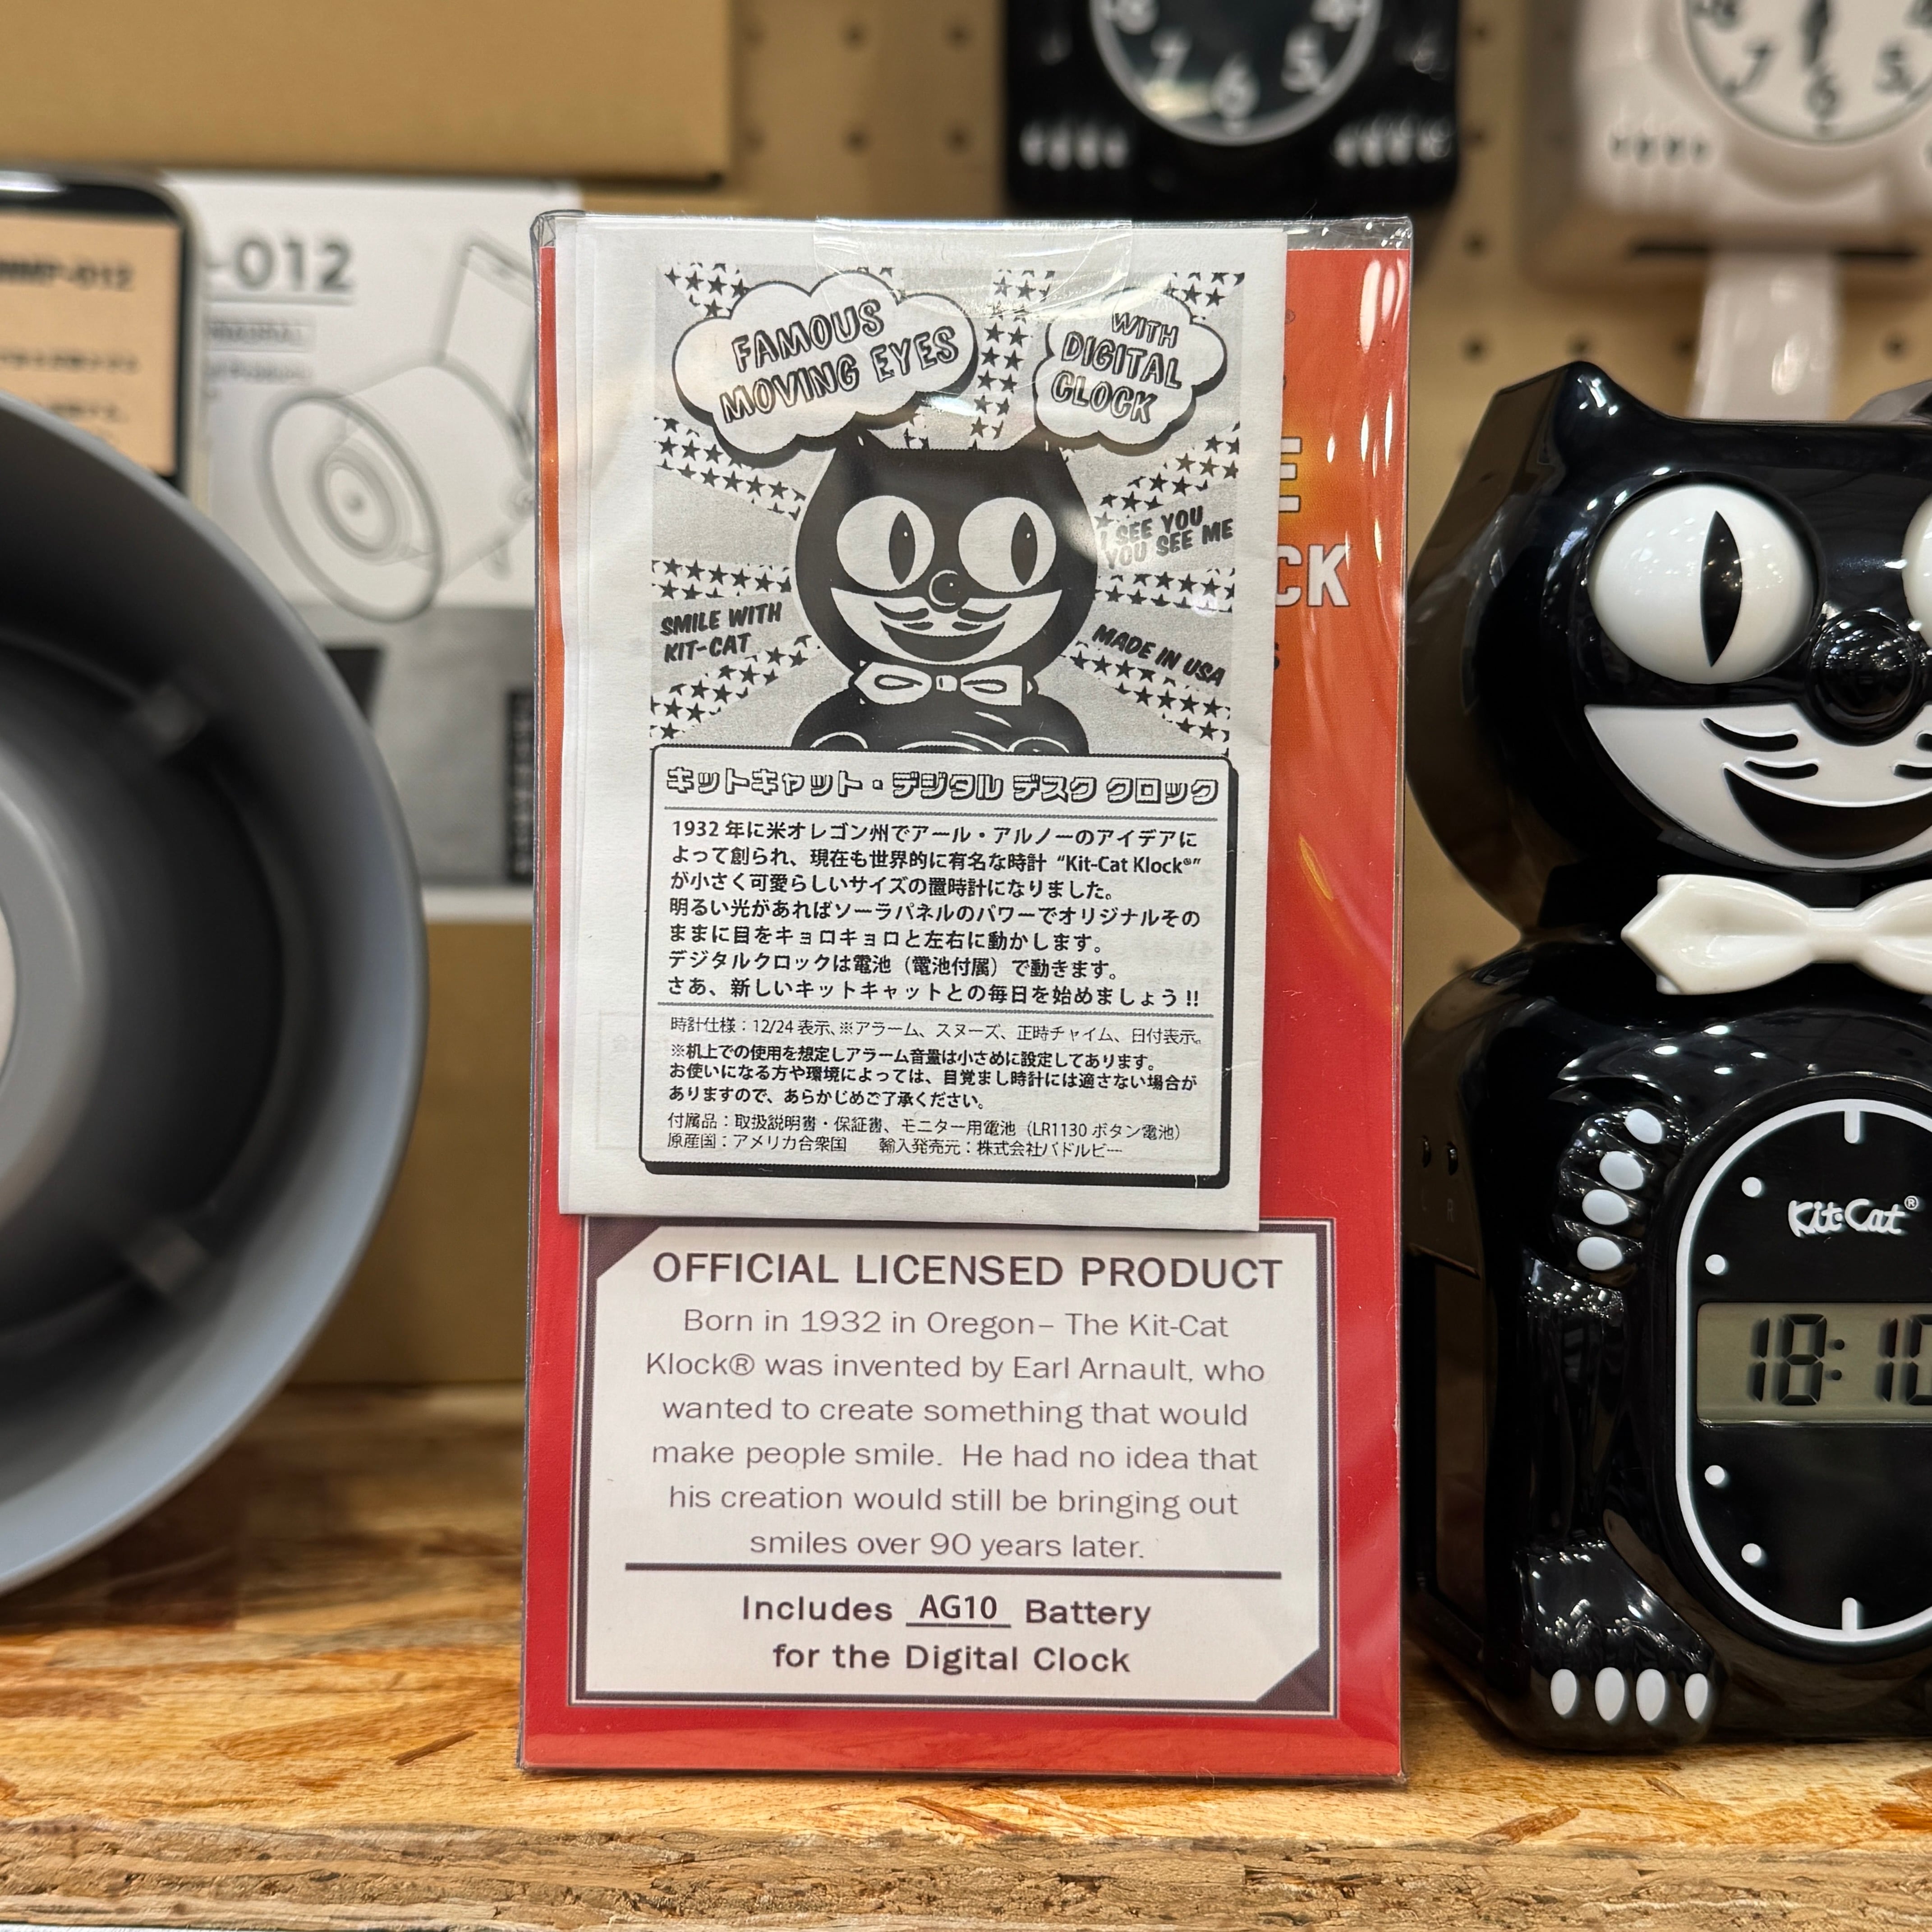 7 6 5
7 6 5
MMP-012
-012
FAMOUS
MOVING EYES
WITH
DIGITAL
CLOCK
I SEE YOU
YOU SEE ME
SMILE WITH
KIT-CAT
MADE IN USA
E
CK
S
キットキャット・デジタル デスク クロック
1932 年に米オレゴン州でアール・アルノーのアイデアに
よって創られ、現在も世界的に有名な時計 “Kit-Cat Klock®”
が小さく可愛らしいサイズの置時計になりました。
明るい光があればソーラパネルのパワーでオリジナルその
ままに目をキョロキョロと左右に動かします。
デジタルクロックは電池（電池付属）で動きます。
さあ、新しいキットキャットとの毎日を始めましょう !!
時計仕様：12/24 表示、※アラーム、スヌーズ、正時チャイム、日付表示。
※机上での使用を想定しアラーム音量は小さめに設定してあります。
お使いになる方や環境によっては、目覚まし時計には適さない場合が
ありますので、あらかじめご了承ください。
付属品：取扱説明書・保証書、モニター用電池（LR1130 ボタン電池）
原産国：アメリカ合衆国 輸入発売元：株式会社バドルビー
OFFICIAL LICENSED PRODUCT
Born in 1932 in Oregon– The Kit-Cat
Klock® was invented by Earl Arnault, who
wanted to create something that would
make people smile. He had no idea that
his creation would still be bringing out
smiles over 90 years later.
Includes AG10 Battery
for the Digital Clock
Kit-Cat®
18:10